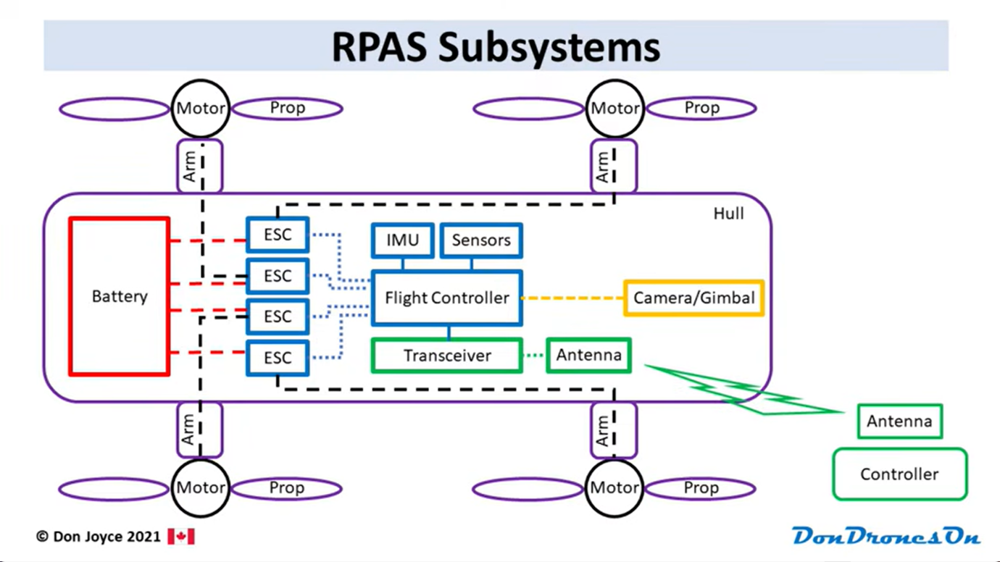 RPAS Subsystems
Motor Prop
Motor Prop
Arm
Arm
Hull
Battery
ESC
ESC
ESC
ESC
IMU
Sensors
Flight Controller
Camera/Gimbal
Transceiver
Antenna
Antenna
Controller
Arm
Arm
Motor Prop
Motor Prop
© Don Joyce 2021
DonDronesOn